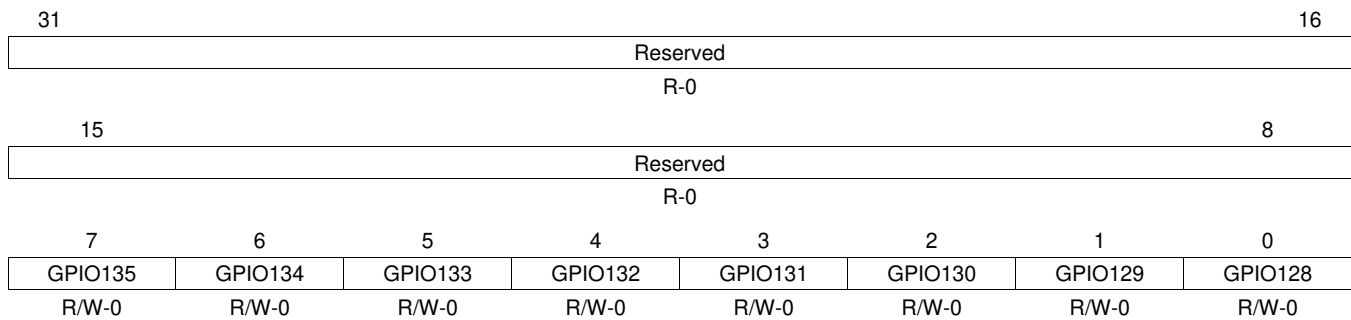 31 16
Reserved
R-0
15 8
Reserved
R-0
7 6 5 4 3 2 1 0
GPIO135 GPIO134 GPIO133 GPIO132 GPIO131 GPIO130 GPIO129 GPIO128
R/W-0 R/W-0 R/W-0 R/W-0 R/W-0 R/W-0 R/W-0 R/W-0